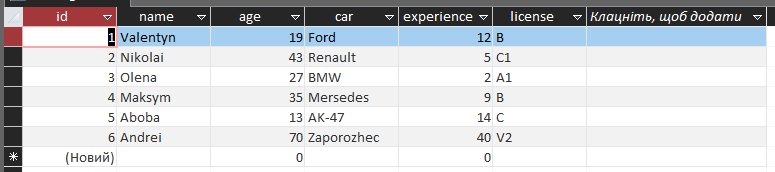 id name age car experience license Клацніть, щоб додати
1 Valentyn 19 Ford 12 B
2 Nikolai 43 Renault 5 C1
3 Olena 27 BMW 2 A1
4 Maksym 35 Mersedes 9 B
5 Aboba 13 AK-47 14 C
6 Andrei 70 Zaporozhec 40 V2
(Новий) 0 0